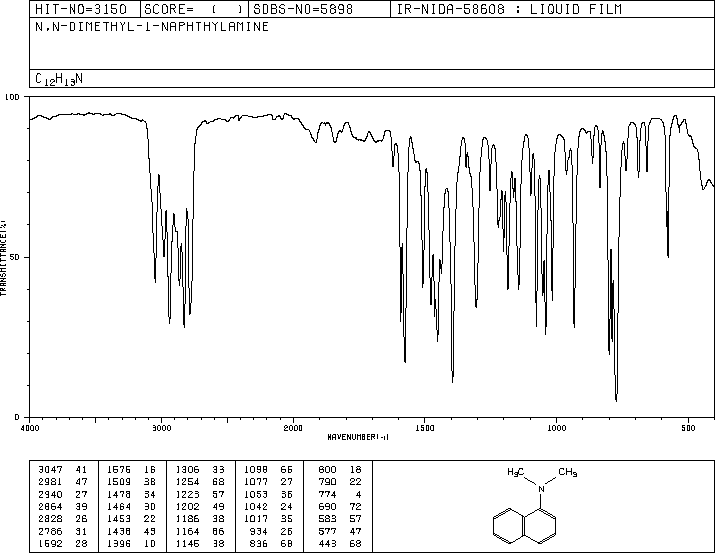 HIT-NO=3150 SCORE= ( ) SDBS-NO=5898 IR-NIDA-58608 : LIQUID FILM
N,N-DIMETHYL-1-NAPHTHYLAMINE
C12H13N
100
TRANSMITTANCE(%)
50
0
4000 3000 2000 1500 1000 500
WAVENUMBER(-1)
3047 41 1576 16 1306 33 1098 66 800 18
2981 47 1509 38 1254 68 1077 27 790 22
2940 27 1478 34 1223 57 1053 36 774 4
2864 39 1464 30 1202 49 1042 24 690 72
2828 26 1453 22 1186 38 1017 35 583 57
2786 31 1438 43 1164 66 934 26 577 47
1592 28 1396 10 1145 38 836 68 443 68
H3C CH3
N